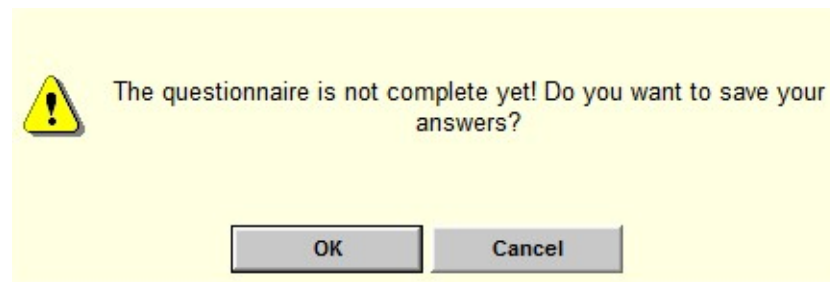 The questionnaire is not complete yet! Do you want to save your
answers?
OK
Cancel